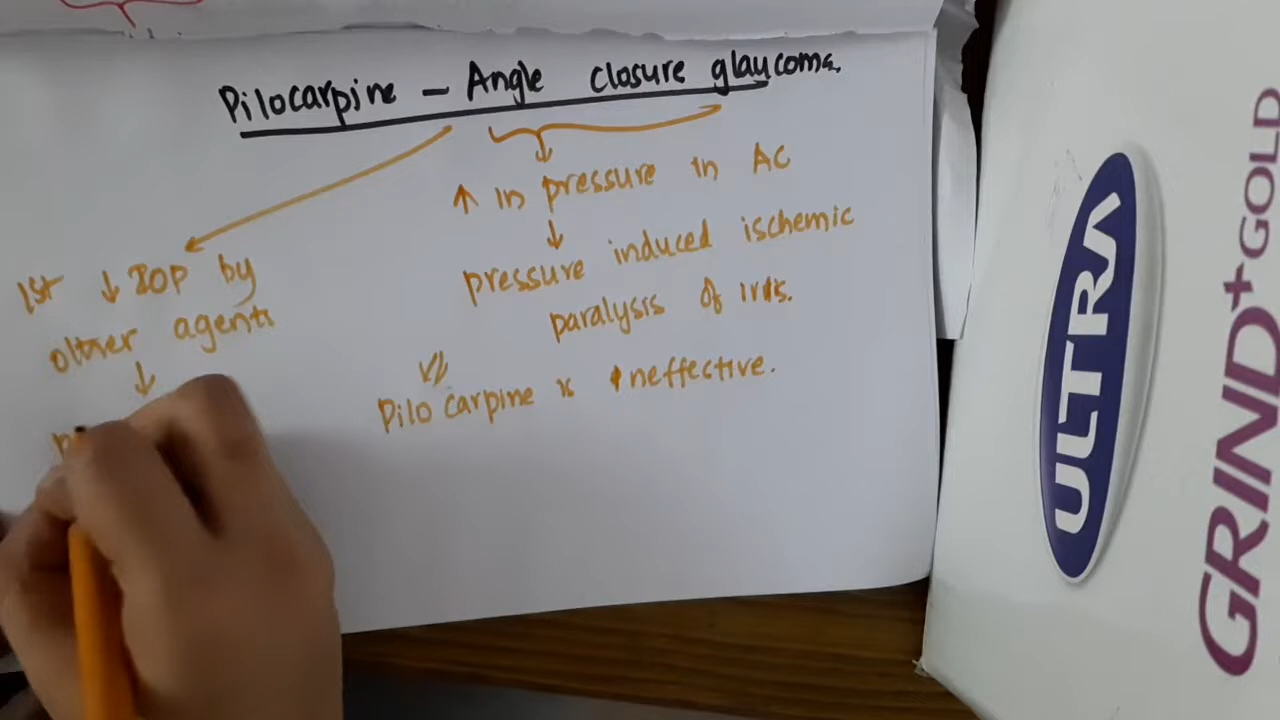 Pilocarpine – Angle closure glaucoma.
↑ in pressure in AC
↓
pressure induced ischemic
paralysis of iris.
Pilocarpine is ineffective.
1st ↓ IOP by
other agents
↓
ULTRA
GRIND+GOLD